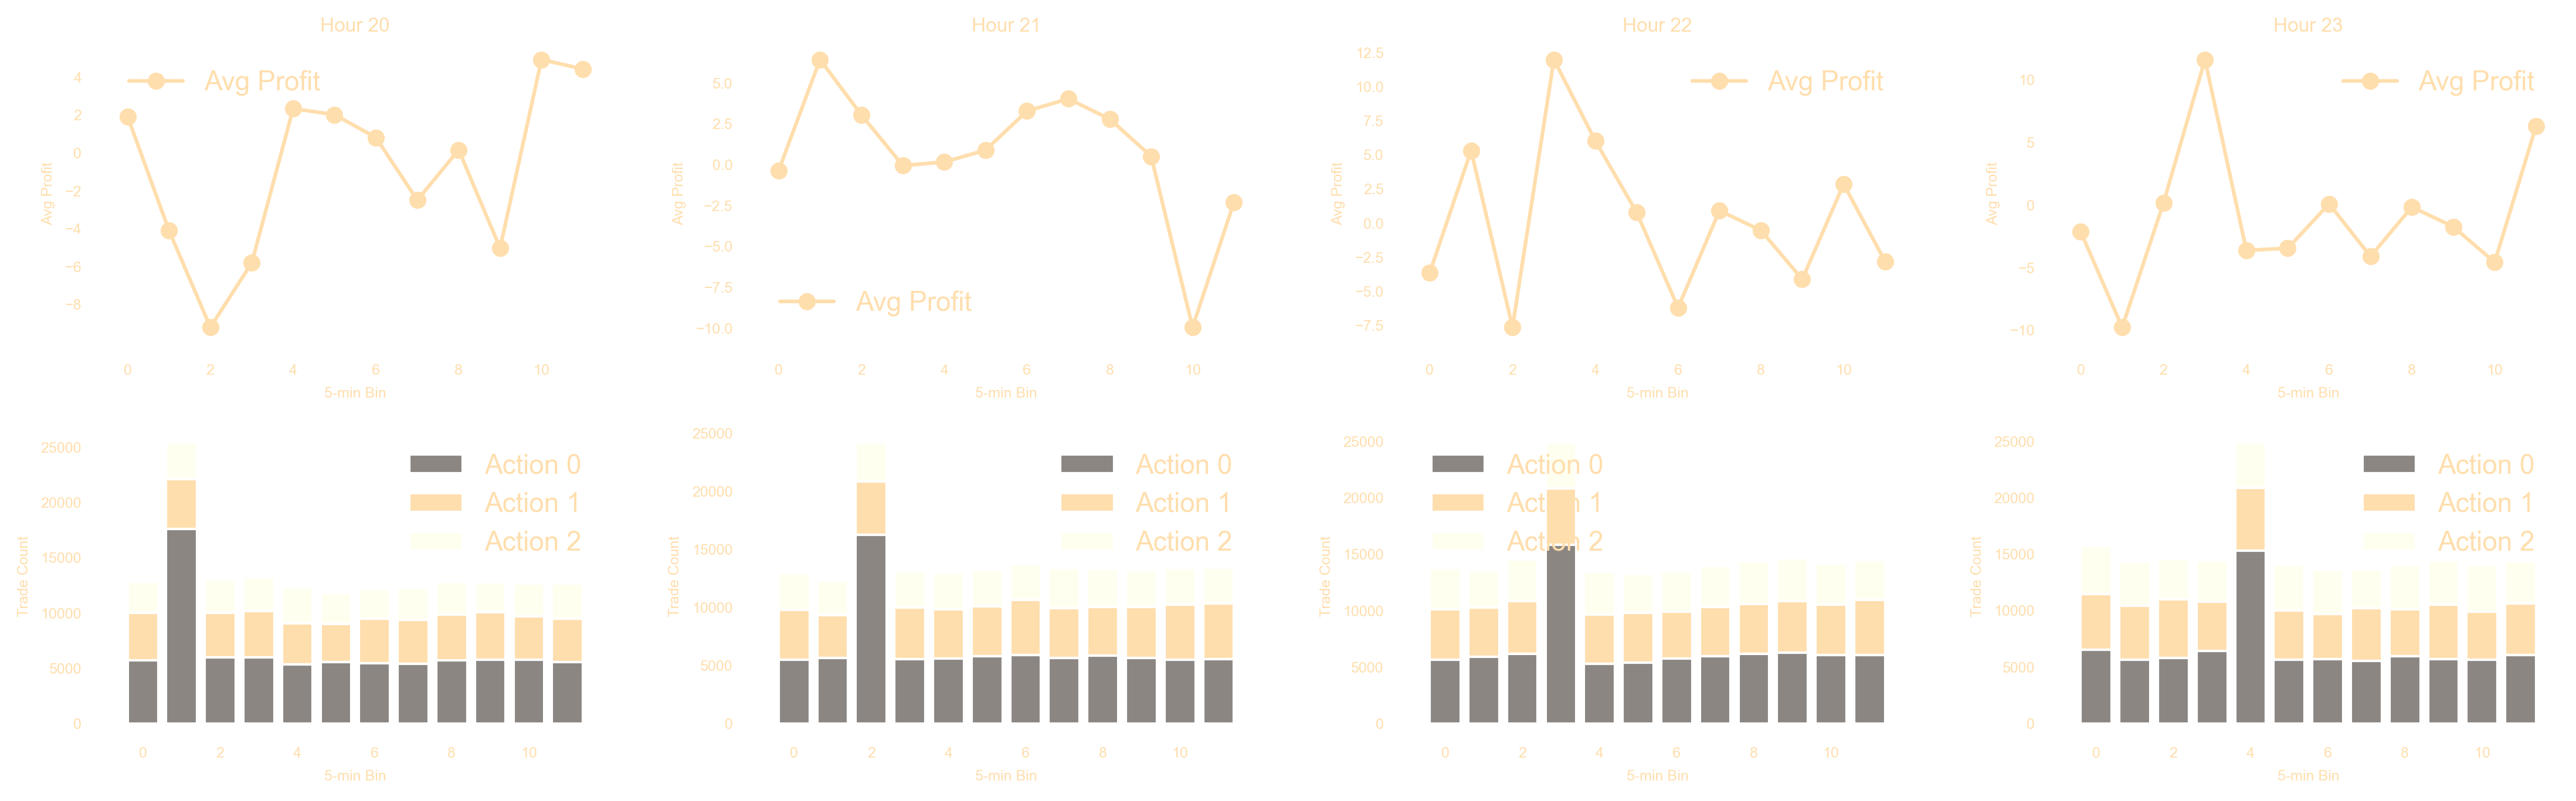 Hour 20
Avg Profit
Avg Profit
4
2
0
−2
−4
−6
−8
0 2 4 6 8 10
5-min Bin
Hour 21
Avg Profit
Avg Profit
5.0
2.5
0.0
−2.5
−5.0
−7.5
−10.0
0 2 4 6 8 10
5-min Bin
Hour 22
Avg Profit
Avg Profit
12.5
10.0
7.5
5.0
2.5
0.0
−2.5
−5.0
−7.5
0 2 4 6 8 10
5-min Bin
Hour 23
Avg Profit
Avg Profit
10
5
0
−5
−10
0 2 4 6 8 10
5-min Bin
Trade Count
25000
20000
15000
10000
5000
0
Action 0
Action 1
Action 2
0 2 4 6 8 10
5-min Bin
Trade Count
25000
20000
15000
10000
5000
0
Action 0
Action 1
Action 2
0 2 4 6 8 10
5-min Bin
Trade Count
25000
20000
15000
10000
5000
0
Action 0
Action 1
Action 2
0 2 4 6 8 10
5-min Bin
Trade Count
25000
20000
15000
10000
5000
0
Action 0
Action 1
Action 2
0 2 4 6 8 10
5-min Bin